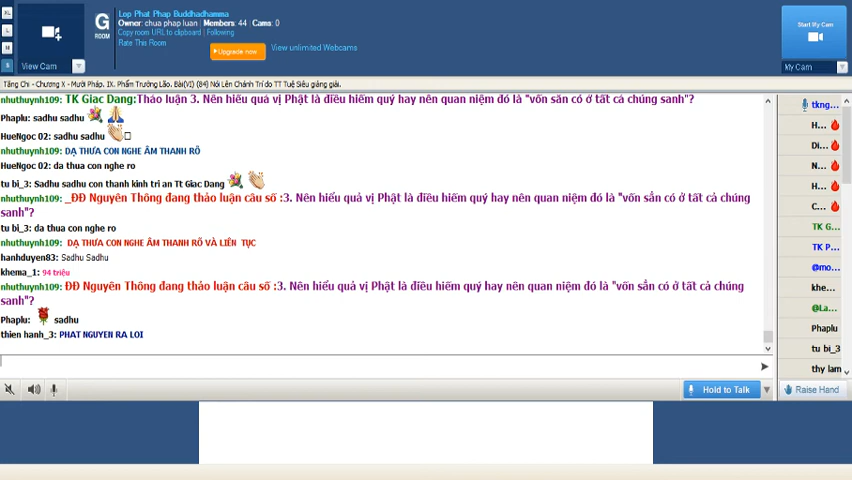 XL
L
M
S
View Cam
G
ROOM
Lop Phat Phap Buddhadhamma
Owner: chua phap luan | Members: 44 | Cams: 0
Copy room URL to clipboard | Following
Rate This Room
Upgrade now
View unlimited Webcams
Start My Cam
My Cam
Tăng Chi - Chương X - Mười Pháp. IX. Phẩm Trưởng Lão. Bài(VI) (84) Nói Lên Chánh Trí do TT Tuệ Siêu giảng giải.
nhuthuynh109: TK Giac Dang:Thảo luận 3. Nên hiểu quả vị Phật là điều hiếm quý hay nên quan niệm đó là "vốn sẵn có ở tất cả chúng sanh"?
Phaplu: sadhu sadhu
HueNgoc 02: sadhu sadhu
nhuthuynh109: DẠ THƯA CON NGHE ÂM THANH RÕ
HueNgoc 02: da thua con nghe ro
tu bi_3: Sadhu sadhu con thanh kinh tri an Tt Giac Dang
nhuthuynh109: _ĐĐ Nguyên Thông đang thảo luận câu số :3. Nên hiểu quả vị Phật là điều hiếm quý hay nên quan niệm đó là "vốn sẵn có ở tất cả chúng
sanh"?
tu bi_3: da thua con nghe ro
nhuthuynh109: DẠ THƯA CON NGHE ÂM THANH RÕ VÀ LIÊN TỤC
hanhduyen83: Sadhu Sadhu
khema_1: 94 triệu
nhuthuynh109: ĐĐ Nguyên Thông đang thảo luận câu số :3. Nên hiểu quả vị Phật là điều hiếm quý hay nên quan niệm đó là "vốn sẵn có ở tất cả chúng
sanh"?
Phaplu: sadhu
thien hanh_3: PHAT NGUYEN RA LOI
tkng...
H...
Di...
N...
H...
C...
TK G...
TK P...
@mo...
khe...
@La...
Phaplu
tu bi_3
thy lam
Hold to Talk
Raise Hand